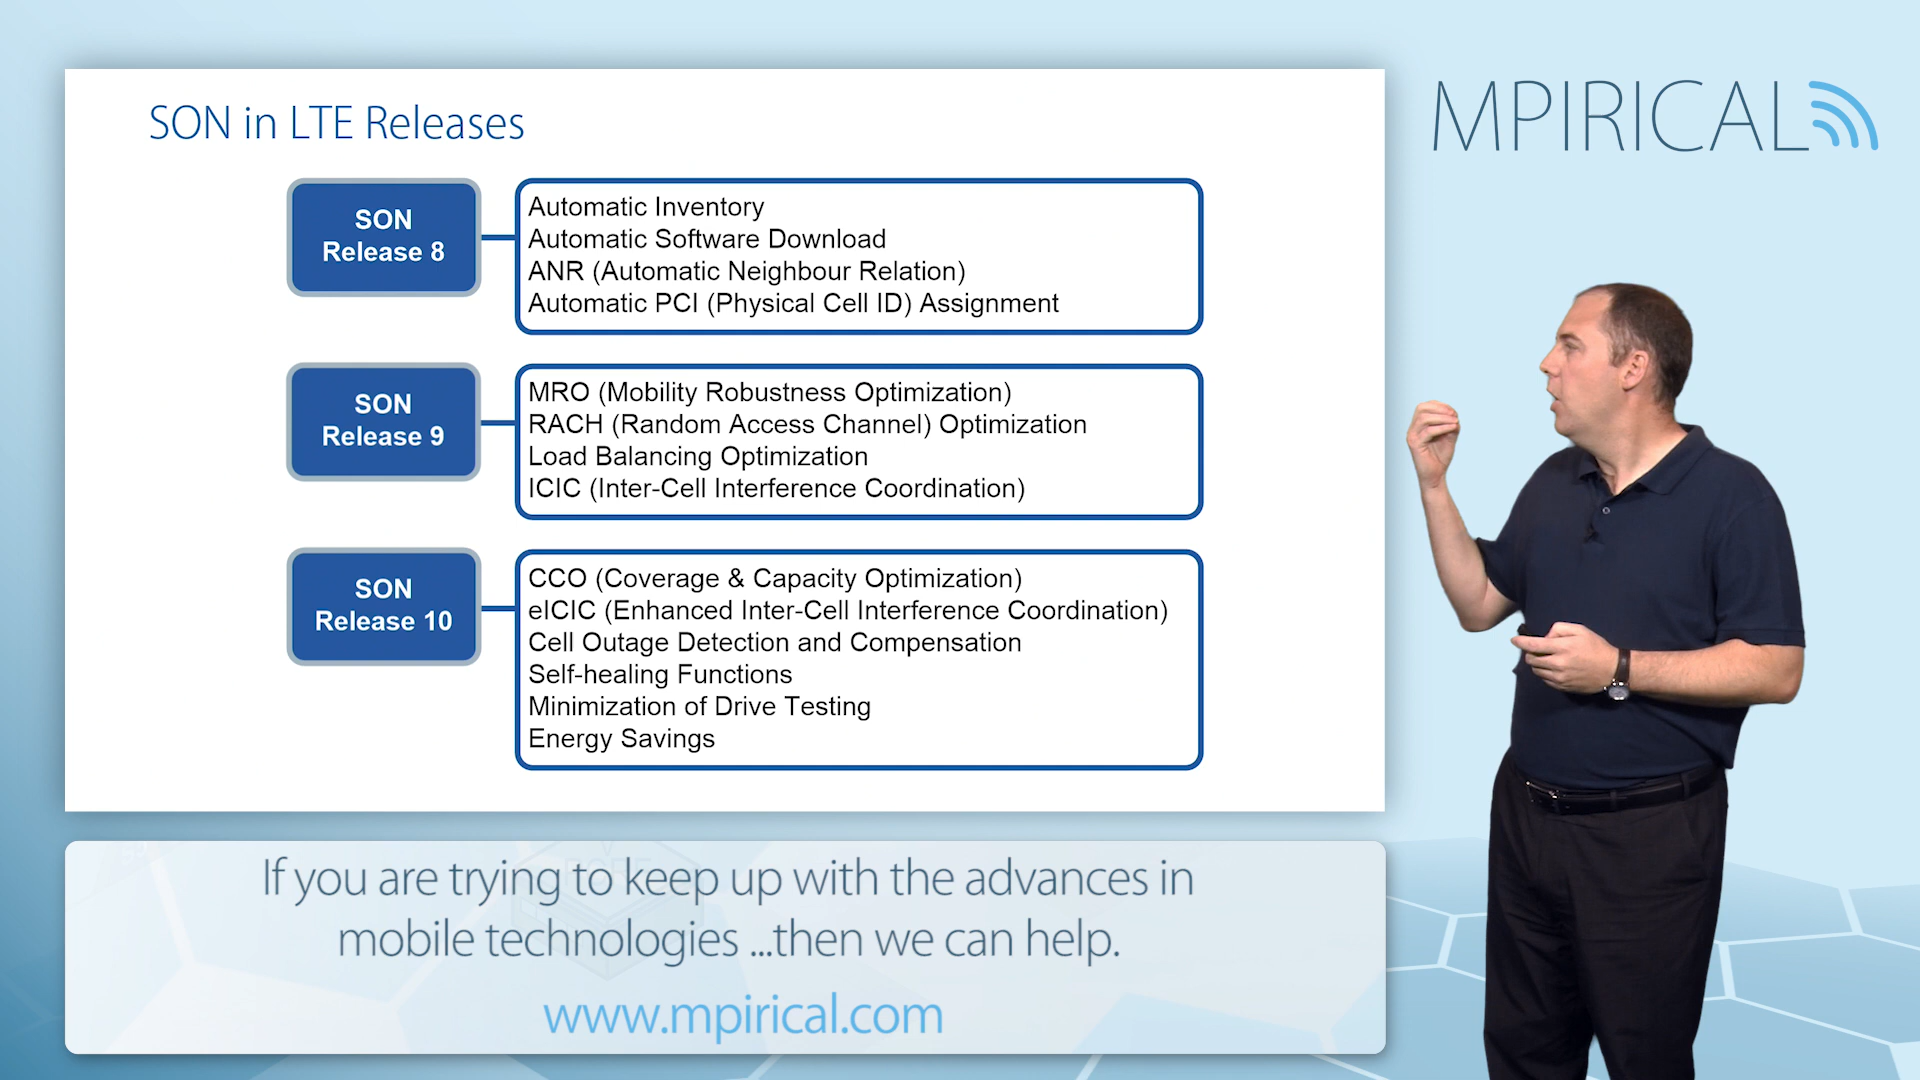 SON in LTE Releases
MPIRICAL
SON
Release 8
Automatic Inventory
Automatic Software Download
ANR (Automatic Neighbour Relation)
Automatic PCI (Physical Cell ID) Assignment
SON
Release 9
MRO (Mobility Robustness Optimization)
RACH (Random Access Channel) Optimization
Load Balancing Optimization
ICIC (Inter-Cell Interference Coordination)
SON
Release 10
CCO (Coverage & Capacity Optimization)
eICIC (Enhanced Inter-Cell Interference Coordination)
Cell Outage Detection and Compensation
Self-healing Functions
Minimization of Drive Testing
Energy Savings
If you are trying to keep up with the advances in
mobile technologies ...then we can help.
www.mpirical.com